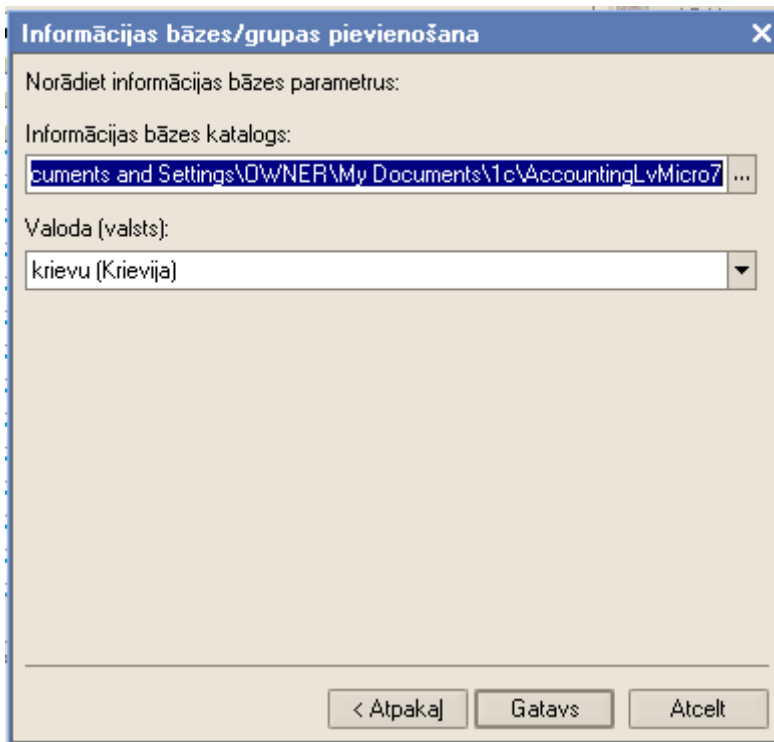 Informācijas bāzes/grupas pievienošana
Norādiet informācijas bāzes parametrus:
Informācijas bāzes katalogs:
cuments and Settings\OWNER\My Documents\1c\AccountingLvMicro7 ...
Valoda (valsts):
krievu (Krievija)
< Atpakaļ Gatavs Atcelt